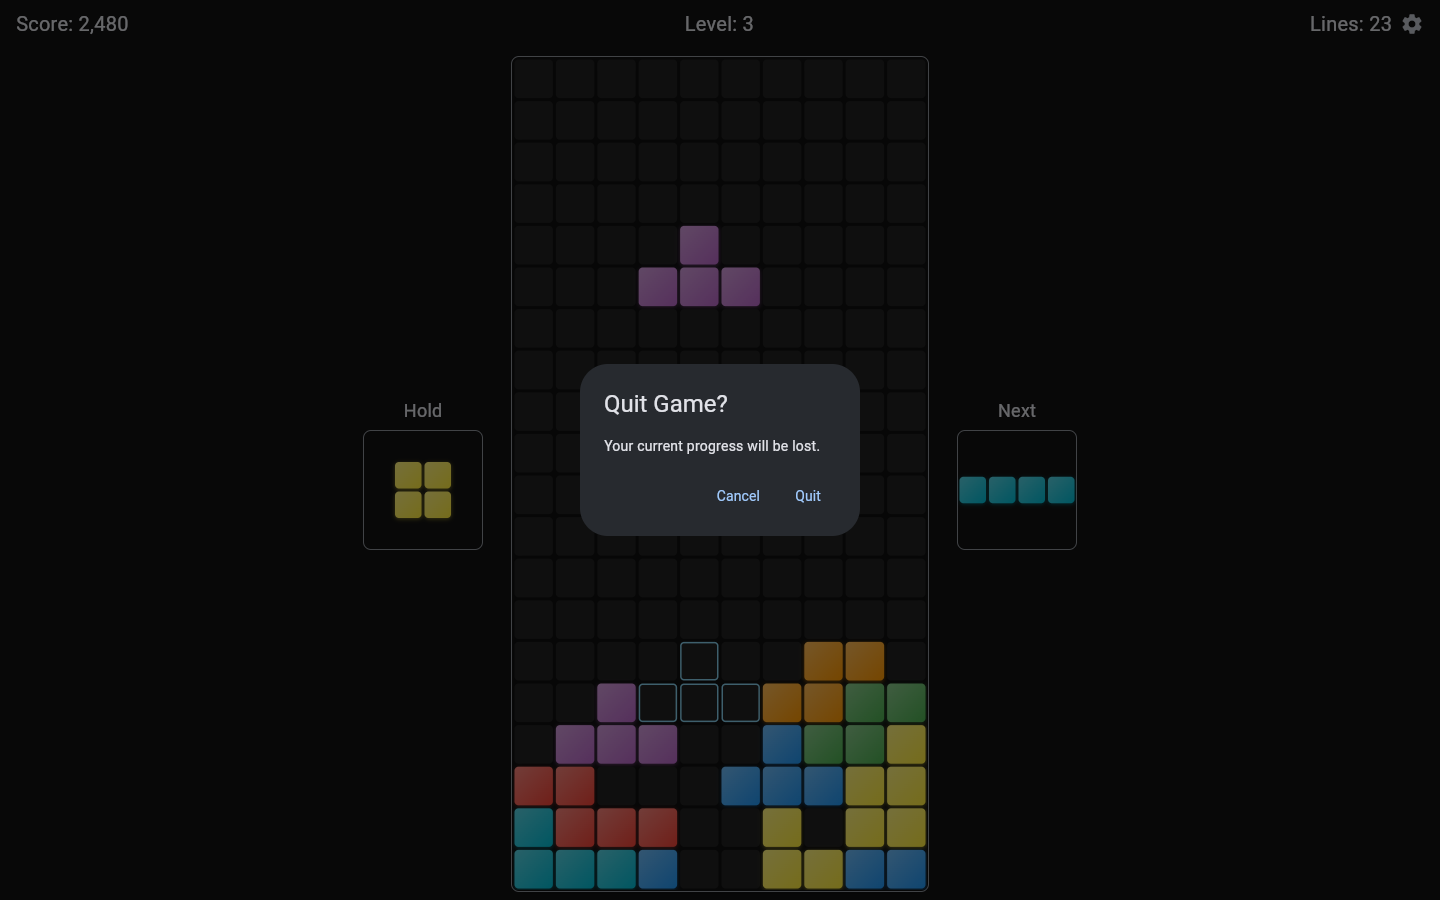 Score: 2,480
Level: 3
Lines: 23
Hold
Next
Quit Game?
Your current progress will be lost.
Cancel
Quit